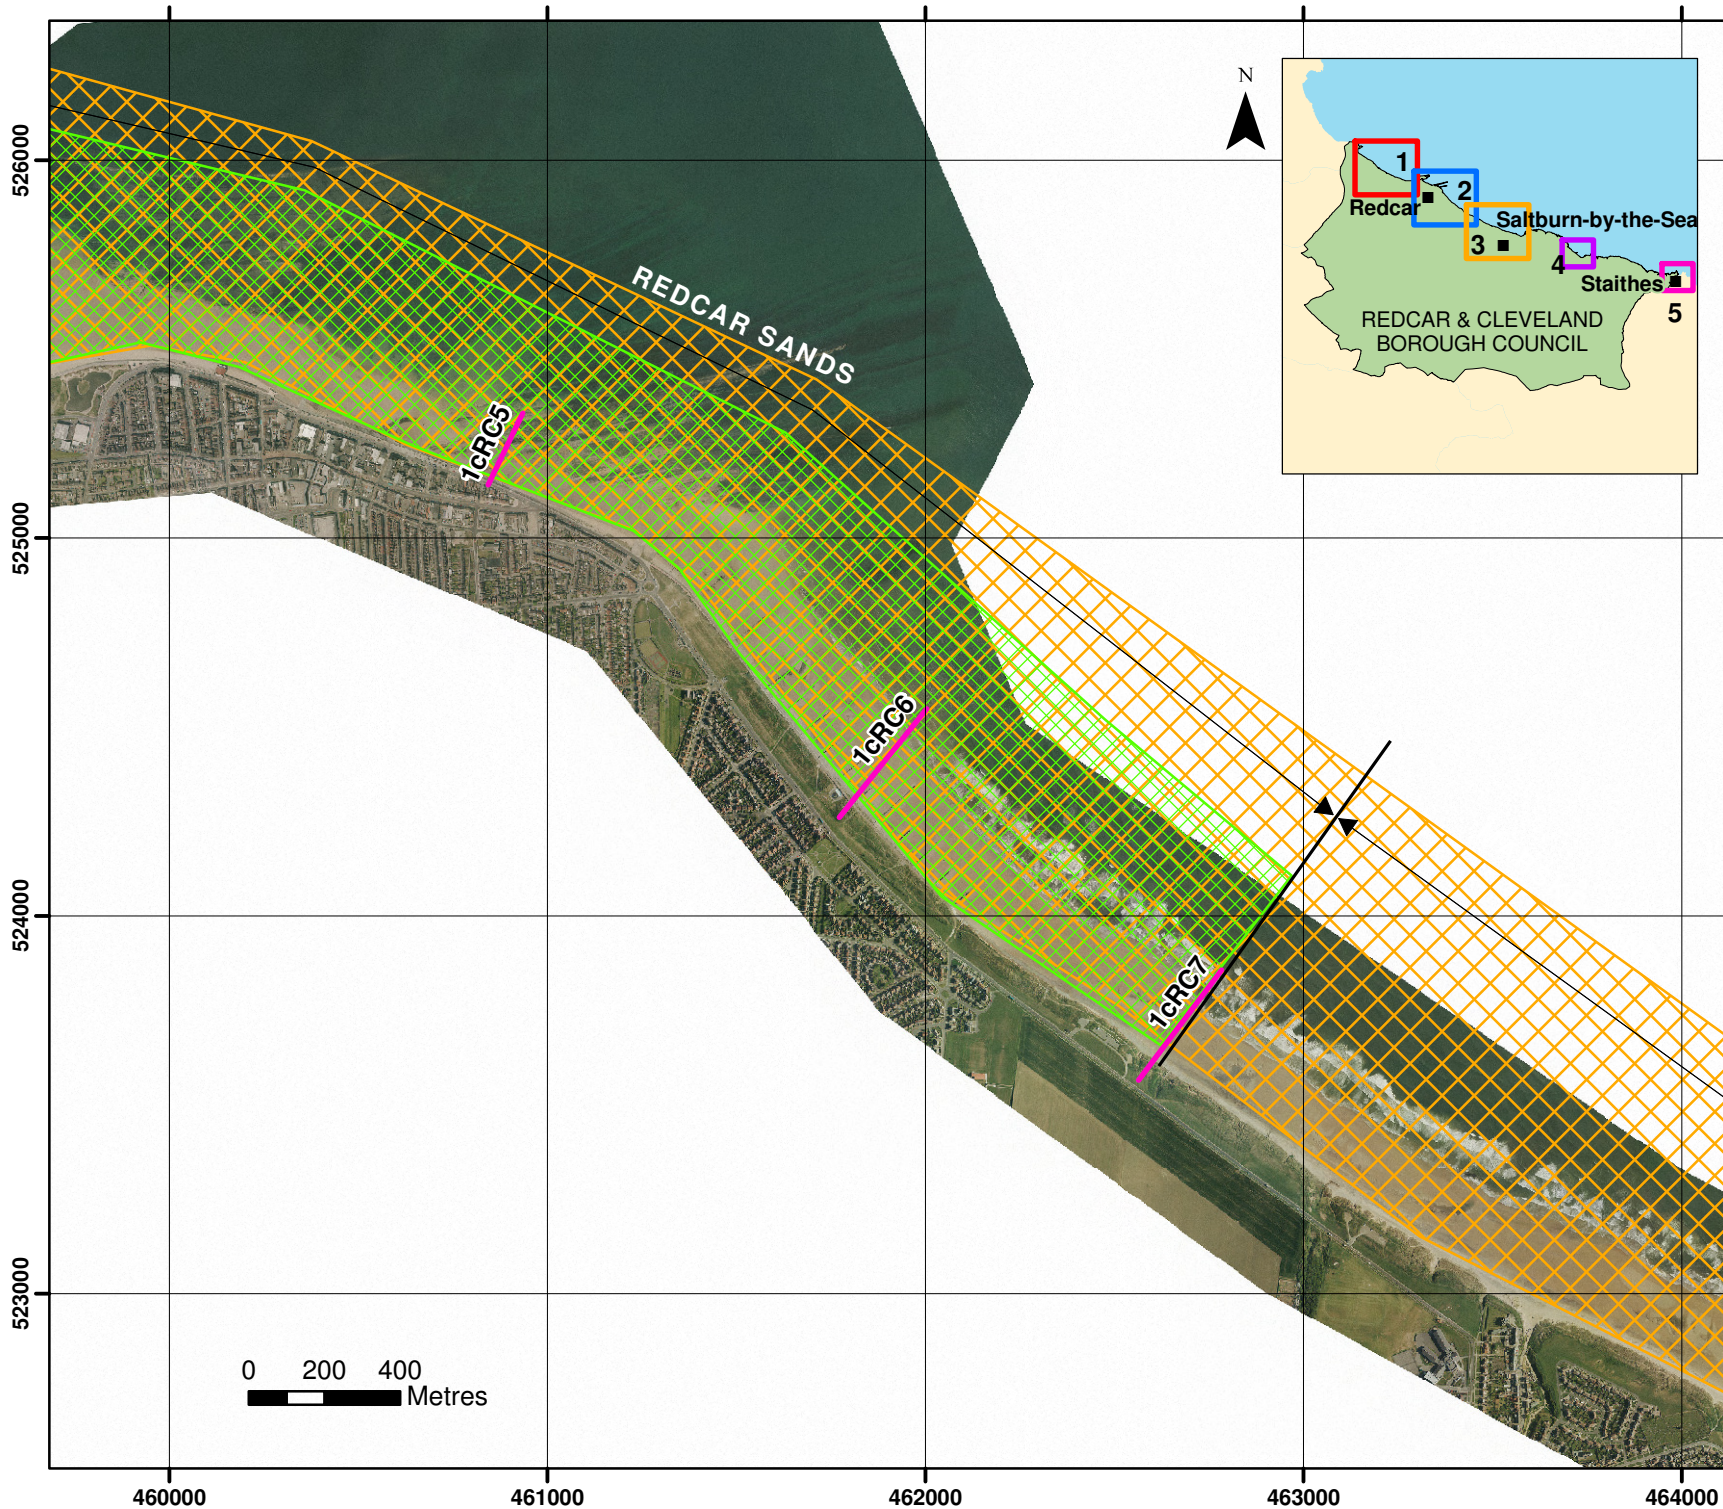 N
1
2
Redcar
Saltburn-by-the-Sea
3
4
Staithes
5
REDCAR & CLEVELAND
BOROUGH COUNCIL
REDCAR SANDS
1cRC5
1cRC6
1cRC7
526000
525000
524000
523000
0 200 400
Metres
460000 461000 462000 463000 464000